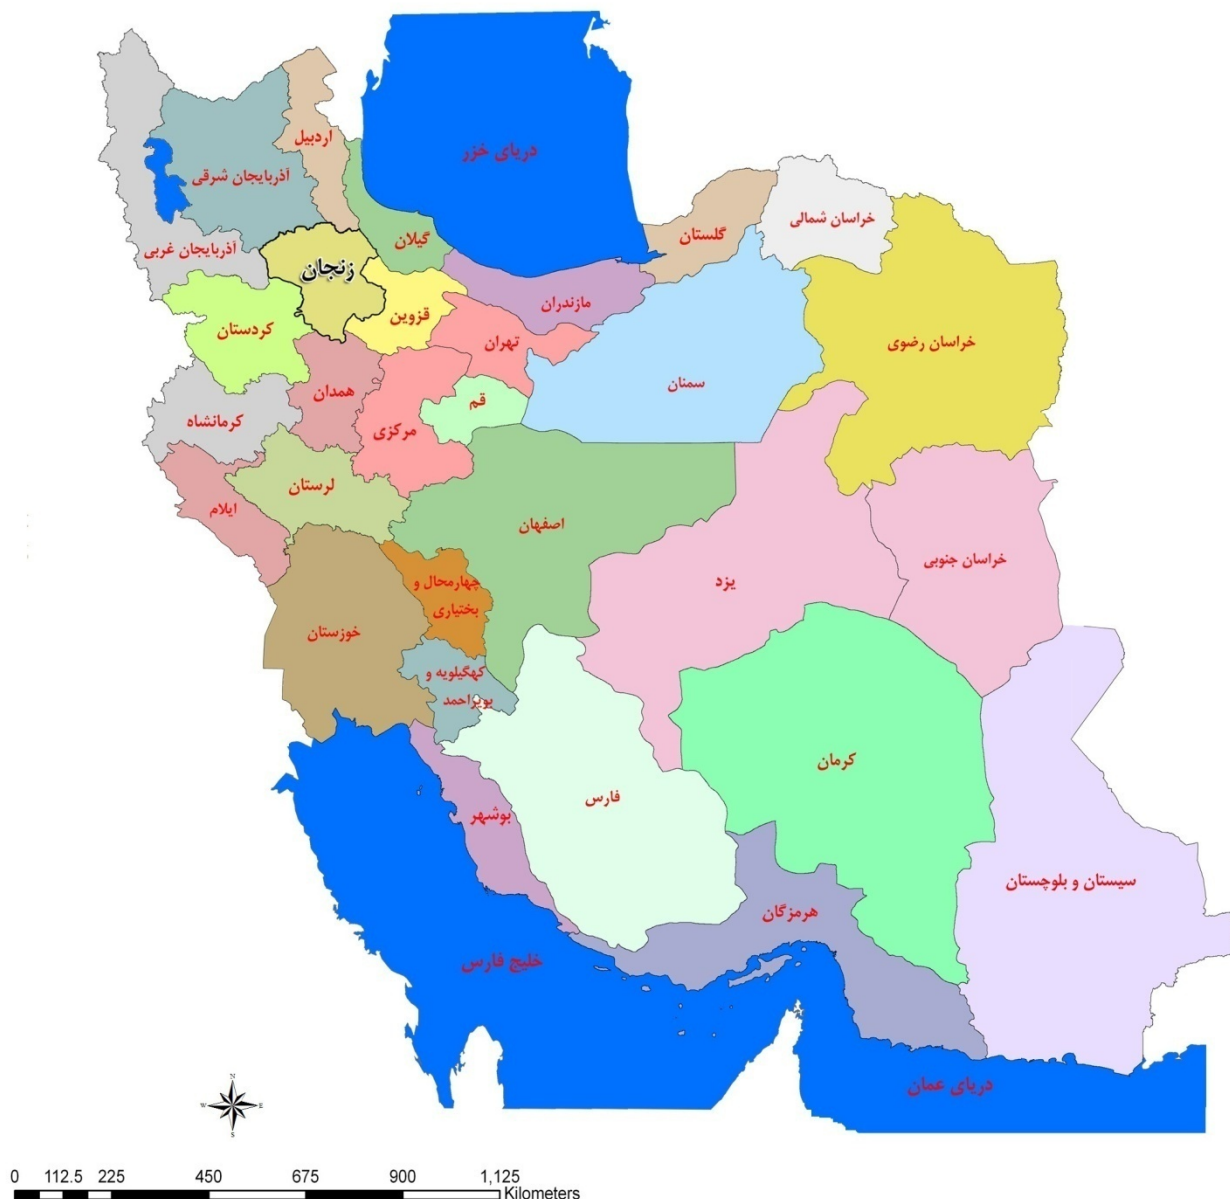 دریای خزر
اردبیل
آذربایجان شرقی
آذربایجان غربی
گیلان
زنجان
گلستان
خراسان شمالی
مازندران
قزوین
کردستان
تهران
خراسان رضوی
سمنان
همدان
قم
کرمانشاه
مرکزی
لرستان
ایلام
اصفهان
خراسان جنوبی
یزد
چهارمحال و
بختیاری
خوزستان
کهگیلویه و
بویراحمد
کرمان
فارس
بوشهر
سیستان و بلوچستان
هرمزگان
خلیج فارس
دریای عمان
N
W E
S
0 112.5 225 450 675 900 1,125
Kilometers